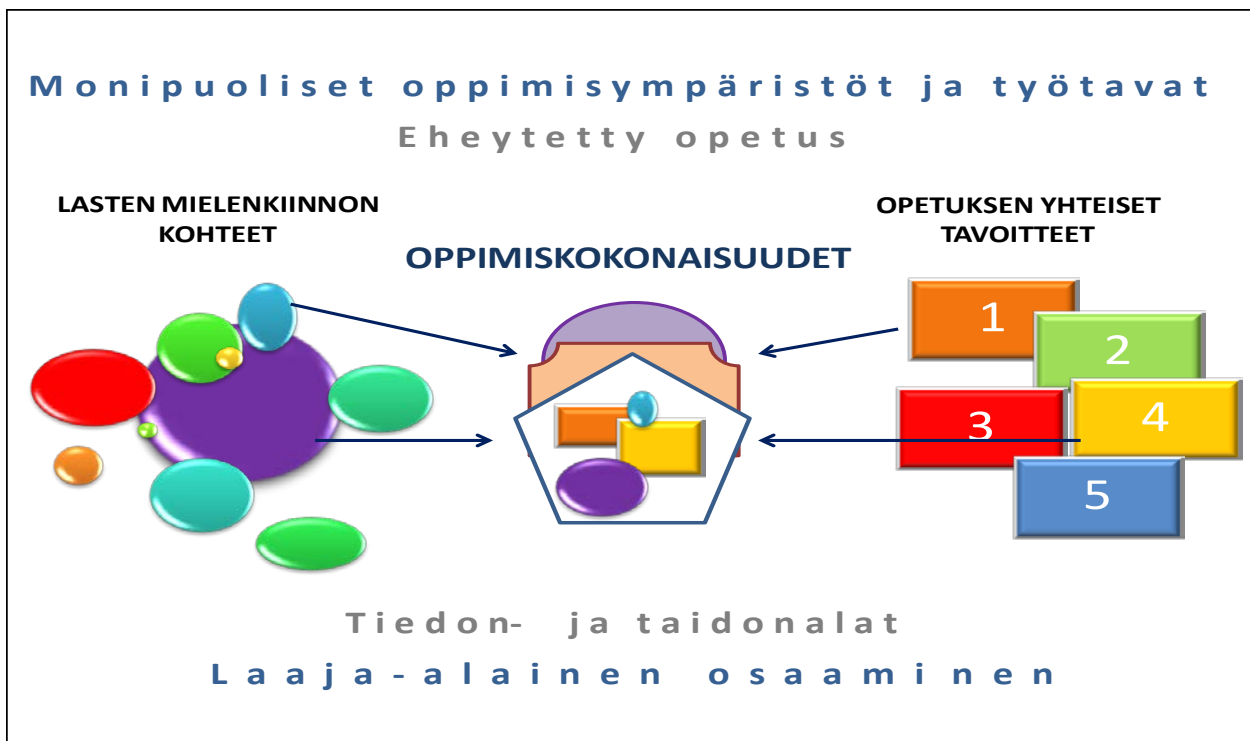 Monipuoliset oppimisympäristöt ja työtavat
Eheytetty opetus
LASTEN MIELENKIINNON
KOHTEET
OPPIMISKOKONAISUUDET
OPETUKSEN YHTEISET
TAVOITTEET
1
2
3
4
5
Tiedon- ja taidonalat
Laaja-alainen osaaminen